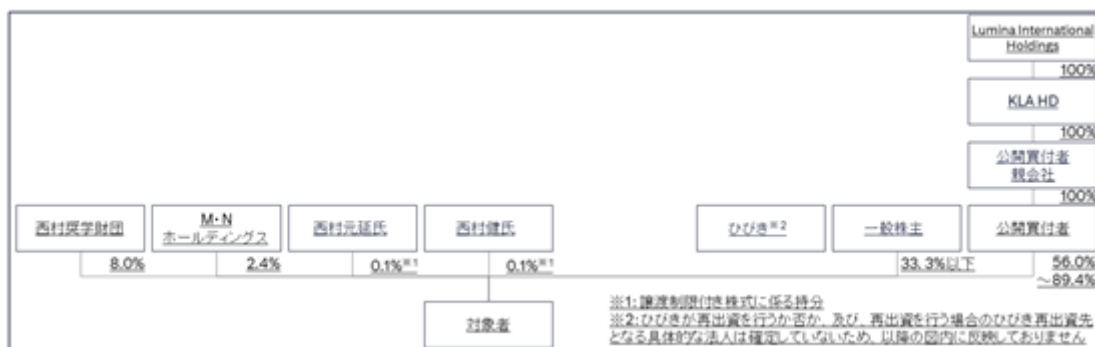 Lumina International
Holdings
100%
KLA HD
100%
公開買付者
親会社
100%
西村奨学財団
M・N
ホールディングス
西村元延氏
西村健氏
ひびき※2
一般株主
公開買付者
8.0%
2.4%
0.1%※1
0.1%※1
33.3%以下
56.0%
～89.4%
対象者
※1:譲渡制限付き株式に係る持分
※2:ひびきが再出資を行うか否か、及び、再出資を行う場合のひびき再出資先
となる具体的な法人は確定していないため、以降の図内に反映しておりません